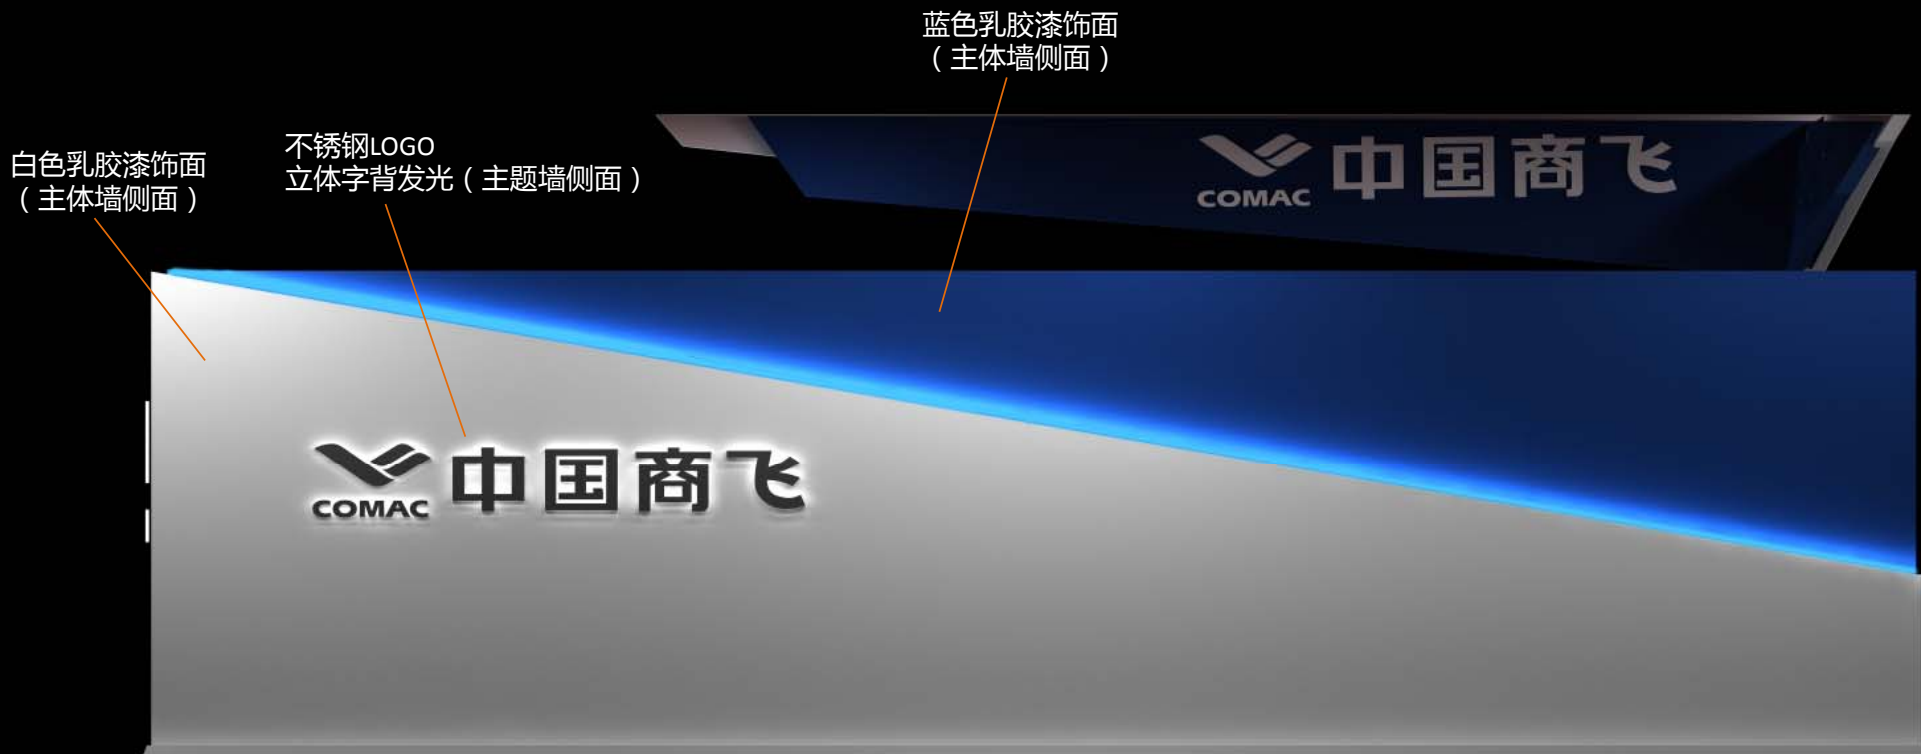 蓝色乳胶漆饰面
（主体墙侧面）
不锈钢LOGO
立体字背发光（主题墙侧面）
白色乳胶漆饰面
（主体墙侧面）
中国商飞
COMAC
中国商飞
COMAC